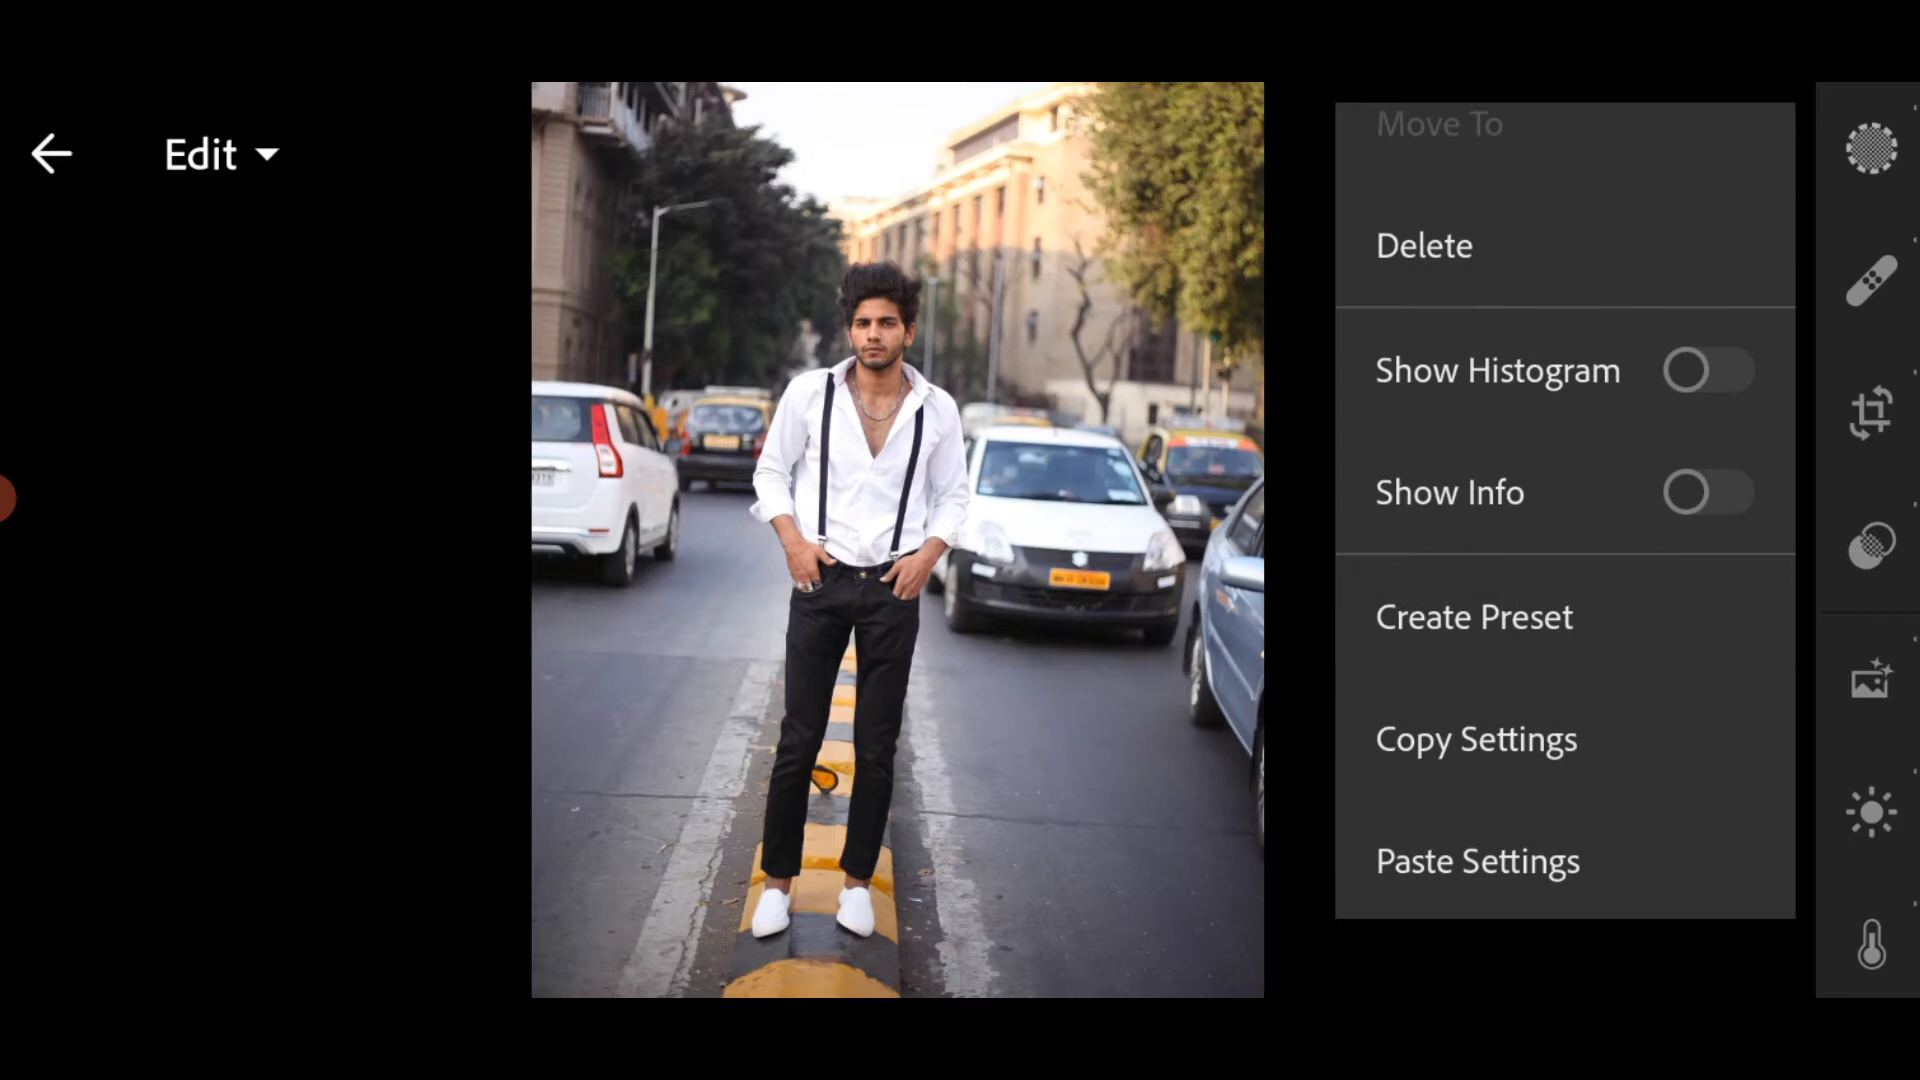 Edit
Move To
Delete
Show Histogram
Show Info
Create Preset
Copy Settings
Paste Settings